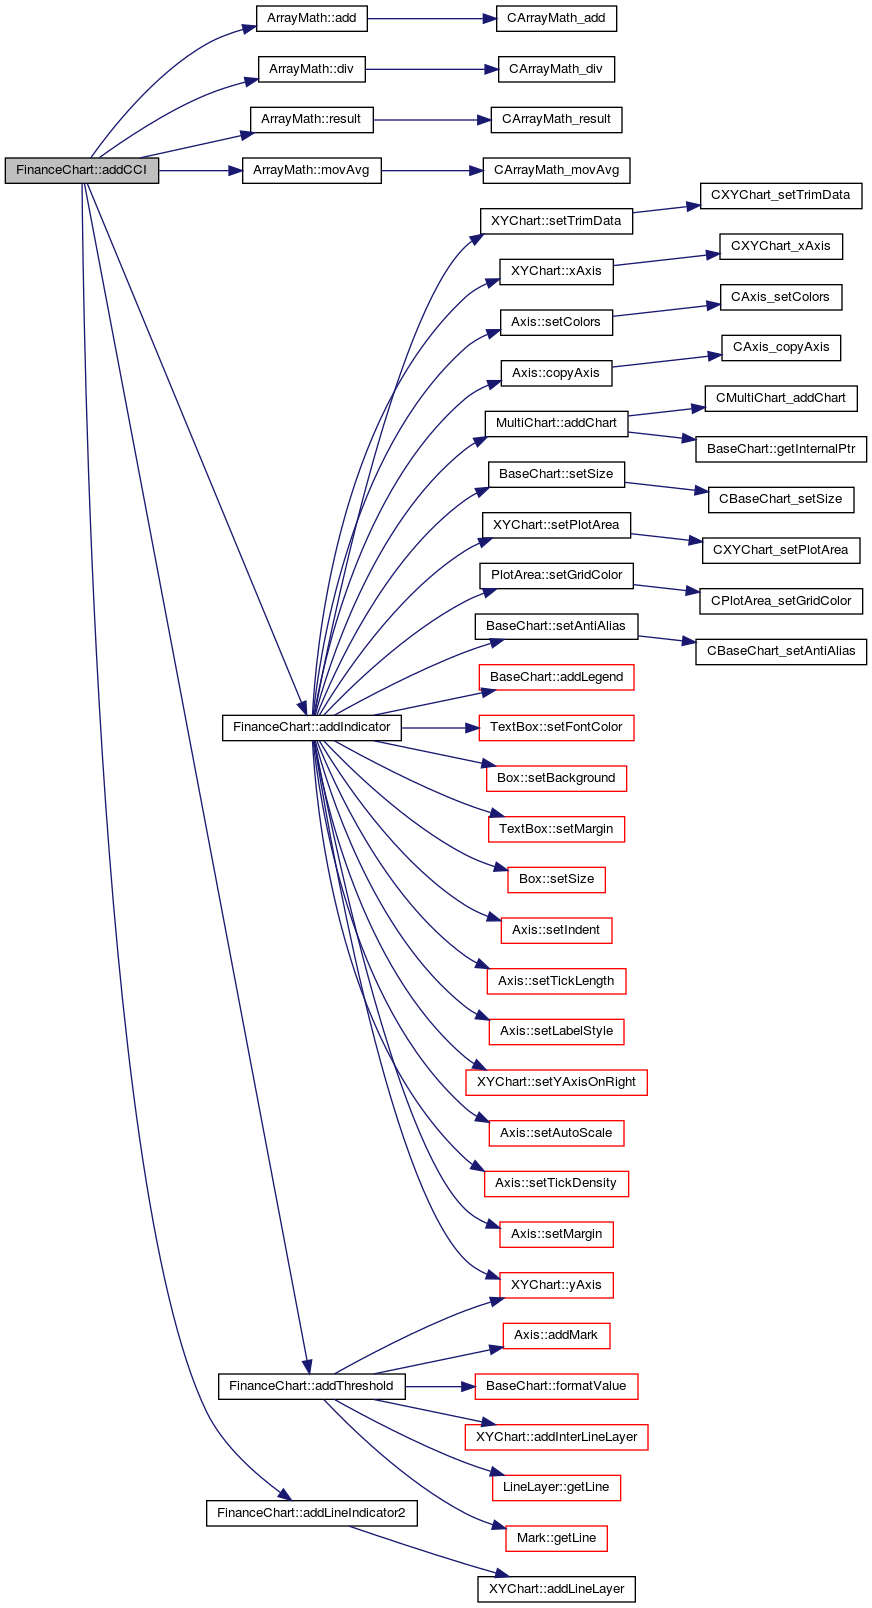 ArrayMath::add
CArrayMath_add
ArrayMath::div
CArrayMath_div
ArrayMath::result
CArrayMath_result
FinanceChart::addCCI
ArrayMath::movAvg
CArrayMath_movAvg
XYChart::setTrimData
CXYChart_setTrimData
XYChart::xAxis
CXYChart_xAxis
Axis::setColors
CAxis_setColors
Axis::copyAxis
CAxis_copyAxis
MultiChart::addChart
CMultiChart_addChart
BaseChart::getInternalPtr
BaseChart::setSize
CBaseChart_setSize
XYChart::setPlotArea
CXYChart_setPlotArea
PlotArea::setGridColor
CPlotArea_setGridColor
BaseChart::setAntiAlias
CBaseChart_setAntiAlias
BaseChart::addLegend
FinanceChart::addIndicator
TextBox::setFontColor
Box::setBackground
TextBox::setMargin
Box::setSize
Axis::setIndent
Axis::setTickLength
Axis::setLabelStyle
XYChart::setYAxisOnRight
Axis::setAutoScale
Axis::setTickDensity
Axis::setMargin
XYChart::yAxis
Axis::addMark
FinanceChart::addThreshold
BaseChart::formatValue
XYChart::addInterLineLayer
LineLayer::getLine
FinanceChart::addLineIndicator2
Mark::getLine
XYChart::addLineLayer